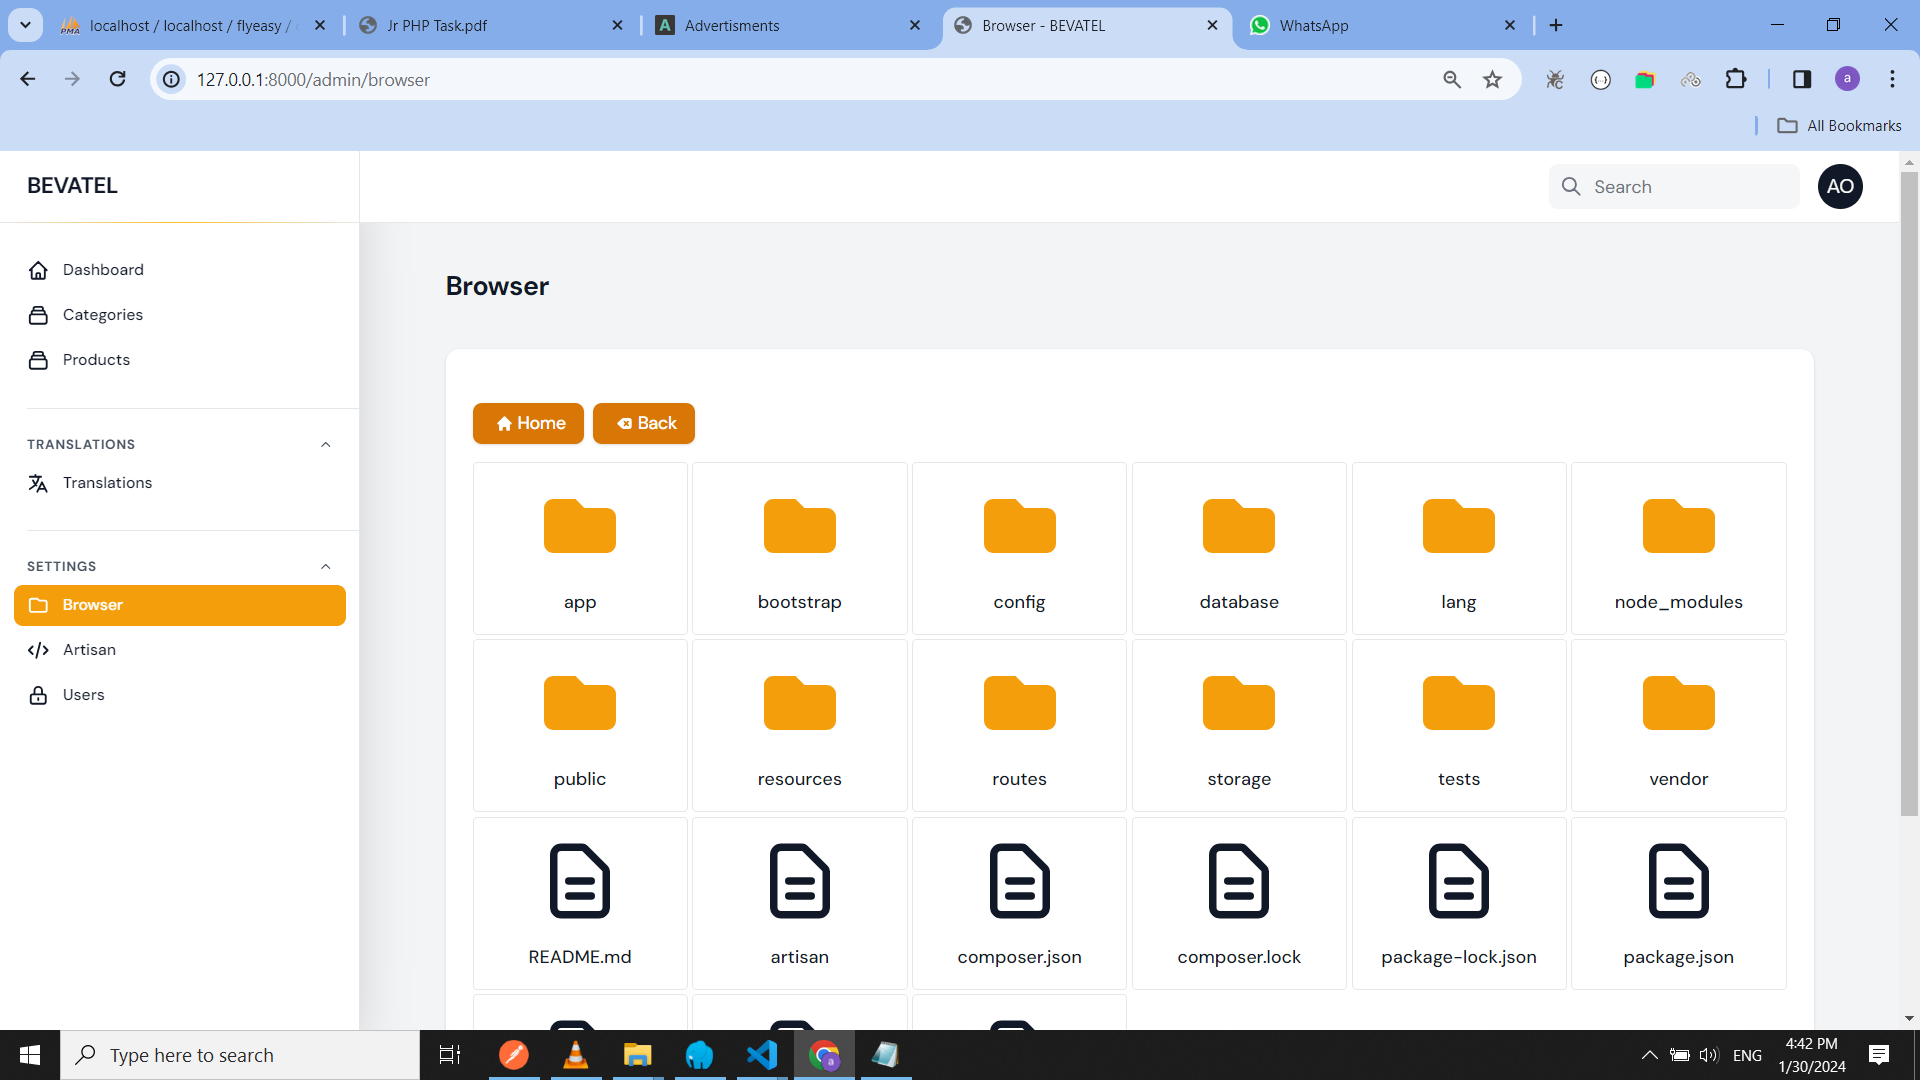 localhost / localhost / flyeasy /
Jr PHP Task.pdf
A
Advertisments
Browser - BEVATEL
WhatsApp
127.0.0.1:8000/admin/browser
a
All Bookmarks
BEVATEL
Search
AO
Dashboard
Categories
Products
TRANSLATIONS
Translations
SETTINGS
Browser
Artisan
Users
Browser
Home
Back
app
bootstrap
config
database
lang
node_modules
public
resources
routes
storage
tests
vendor
README.md
artisan
composer.json
composer.lock
package-lock.json
package.json
Type here to search
ENG
4:42 PM
1/30/2024